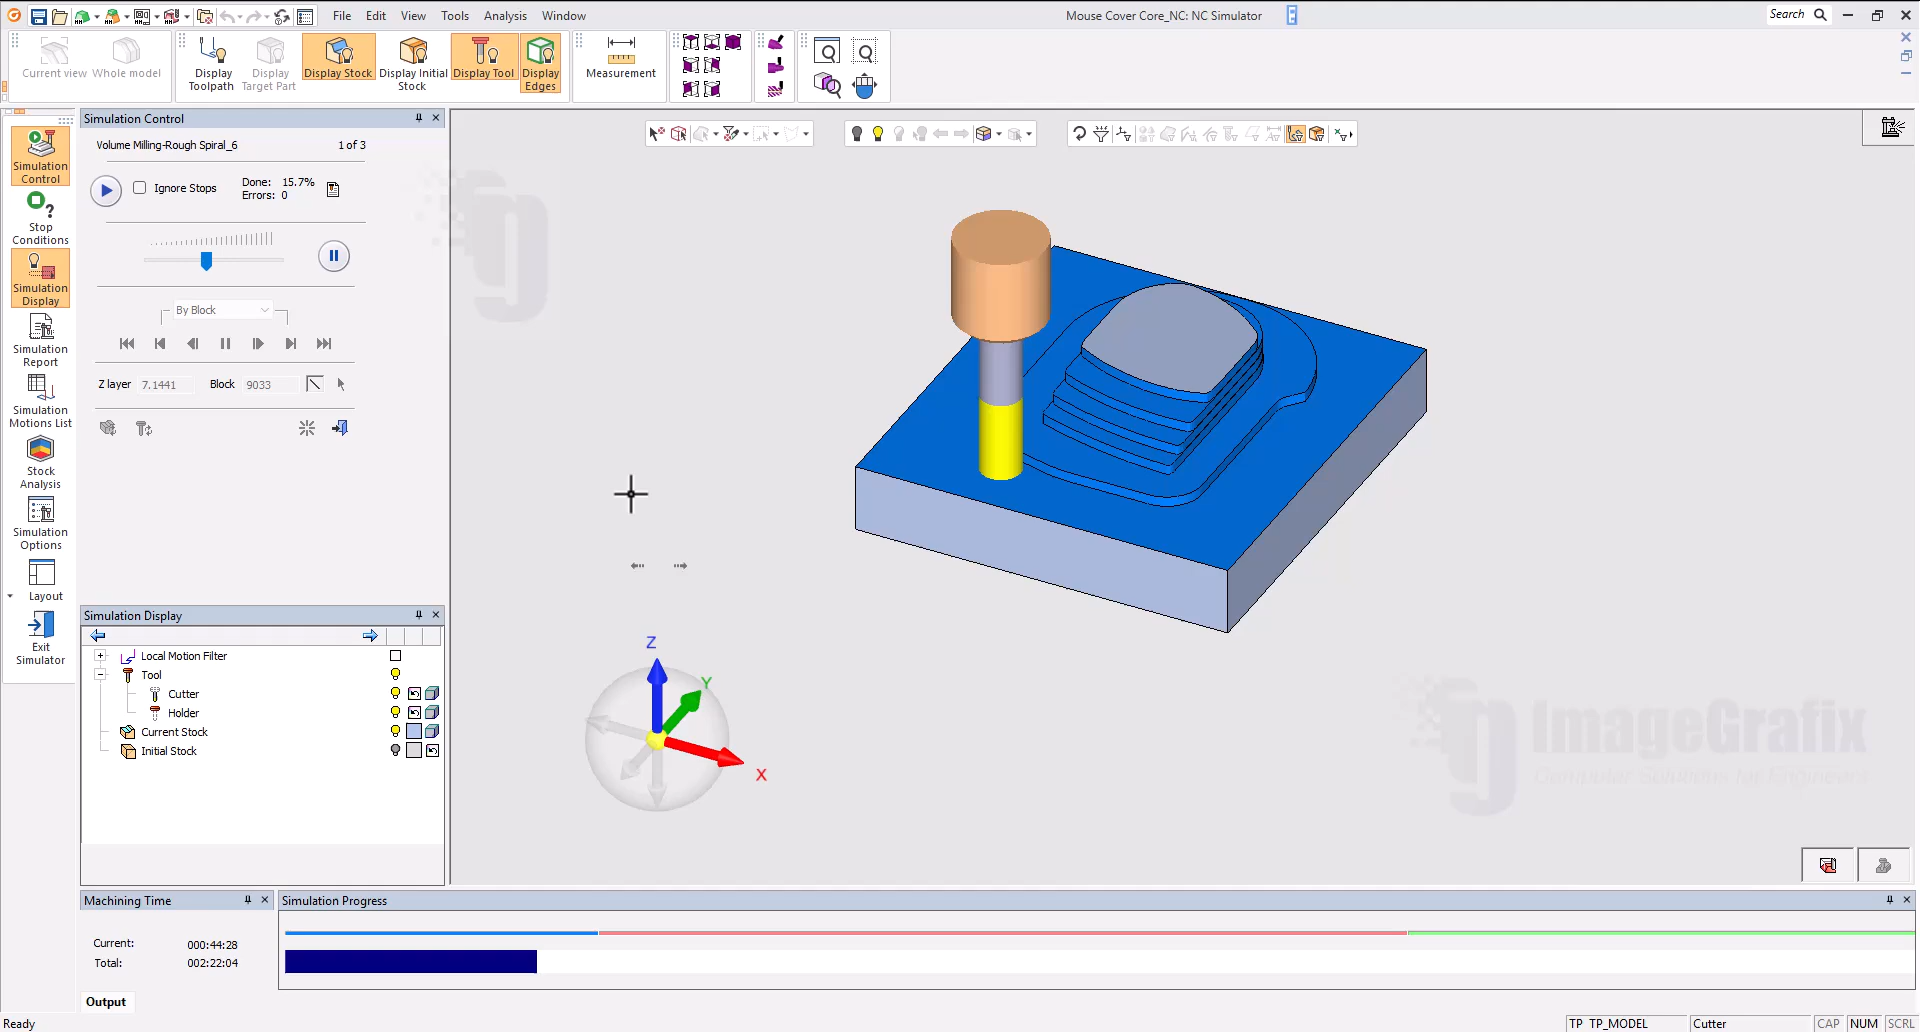 File Edit View Tools Analysis Window
Mouse Cover Core_NC: NC Simulator
Search
Current view
Whole model
Display Toolpath
Display Target Part
Display Stock
Display Initial Stock
Display Tool
Display Edges
Measurement
Simulation Control
Stop Conditions
Simulation Display
Simulation Report
Simulation Motions List
Stock Analysis
Simulation Options
Layout
Exit Simulator
Simulation Control
Volume Milling-Rough Spiral_6 1 of 3
Ignore Stops
Done: 15.7%
Errors: 0
By Block
Z layer 7.1441 Block 9033
Simulation Display
Local Motion Filter
Tool
Cutter
Holder
Current Stock
Initial Stock
Z
Y
X
ImageGrafix
Computer Solutions for Engineers
Machining Time
Current: 000:44:28
Total: 002:22:04
Simulation Progress
Output
Ready
TP TP_MODEL
Cutter
CAP NUM SCRL